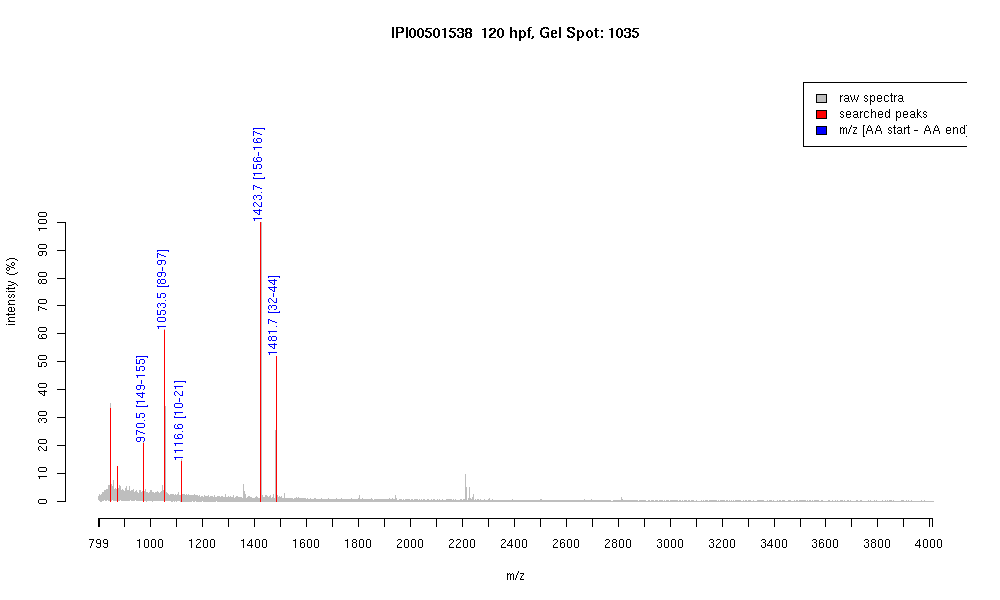 IPI00501538 120 hpf, Gel Spot: 1035
raw spectra
searched peaks
m/z [AA start - AA end]
1423.7 [156-167]
1053.5 [89-97]
1481.7 [32-44]
970.5 [149-155]
1116.6 [10-21]
intensity (%)
100
90
80
70
60
50
40
30
20
10
0
799 1000 1200 1400 1600 1800 2000 2200 2400 2600 2800 3000 3200 3400 3600 3800 4000
m/z